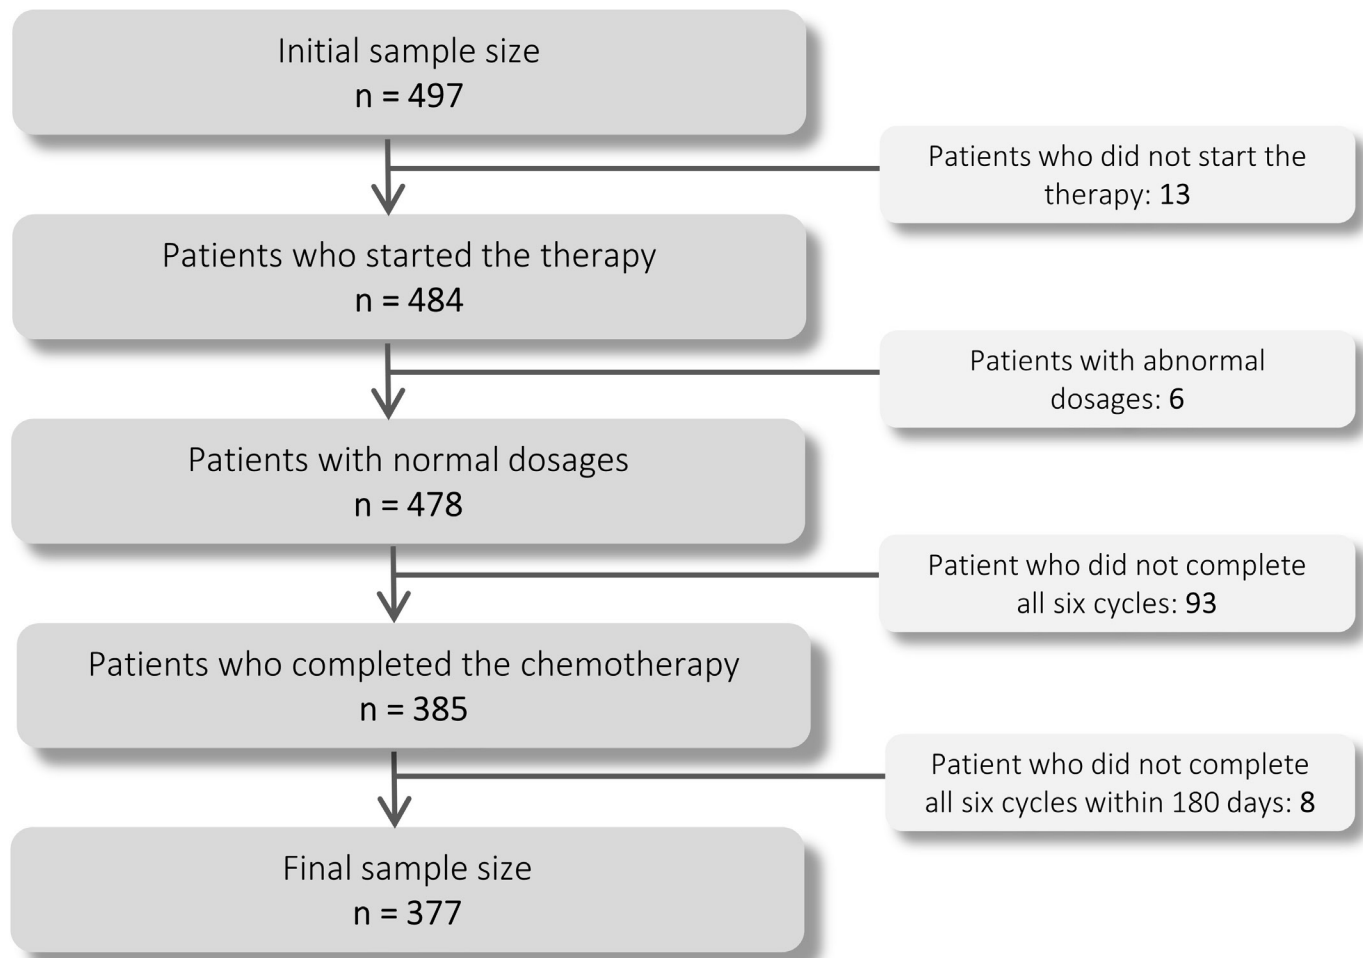 Initial sample size
n = 497
Patients who did not start the
therapy: 13
Patients who started the therapy
n = 484
Patients with abnormal
dosages: 6
Patients with normal dosages
n = 478
Patient who did not complete
all six cycles: 93
Patients who completed the chemotherapy
n = 385
Patient who did not complete
all six cycles within 180 days: 8
Final sample size
n = 377